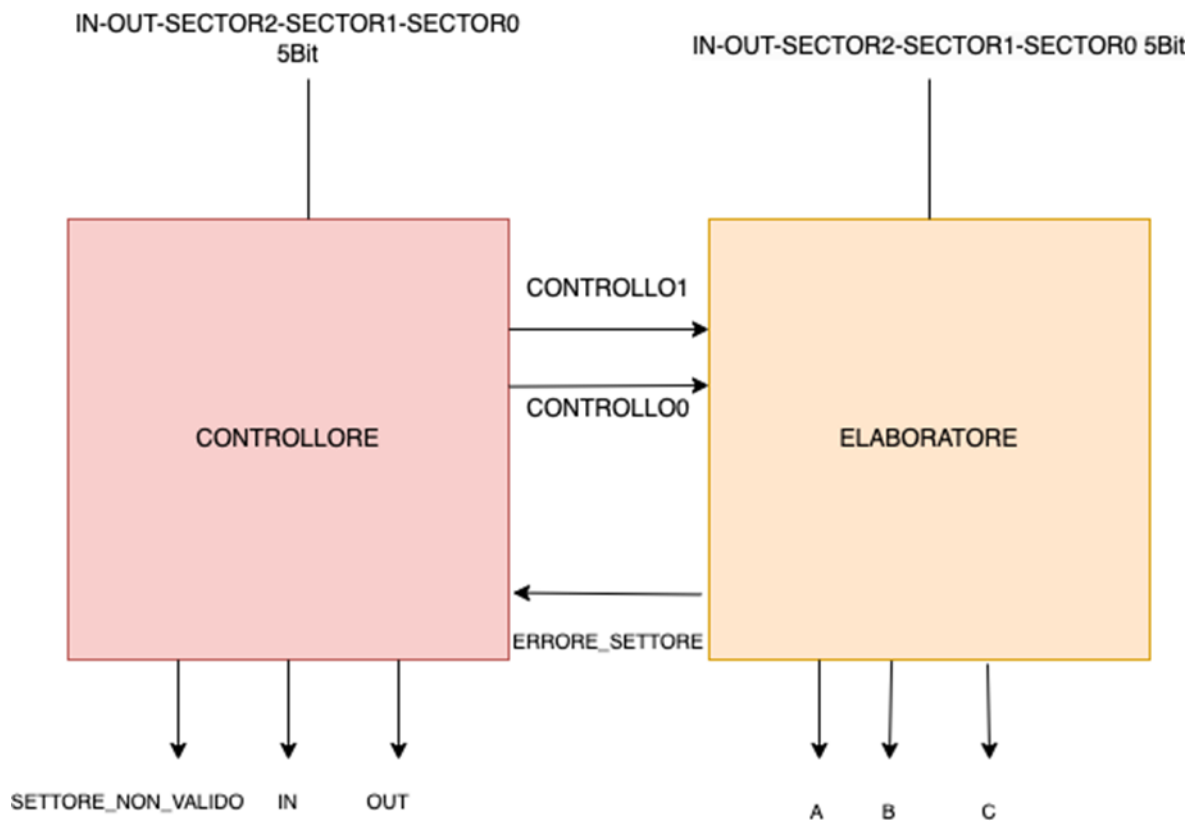 IN-OUT-SECTOR2-SECTOR1-SECTOR0
5Bit
IN-OUT-SECTOR2-SECTOR1-SECTOR0 5Bit
CONTROLLO1
CONTROLLO0
CONTROLLORE
ELABORATORE
ERRORE_SETTORE
SETTORE_NON_VALIDO
IN
OUT
A
B
C